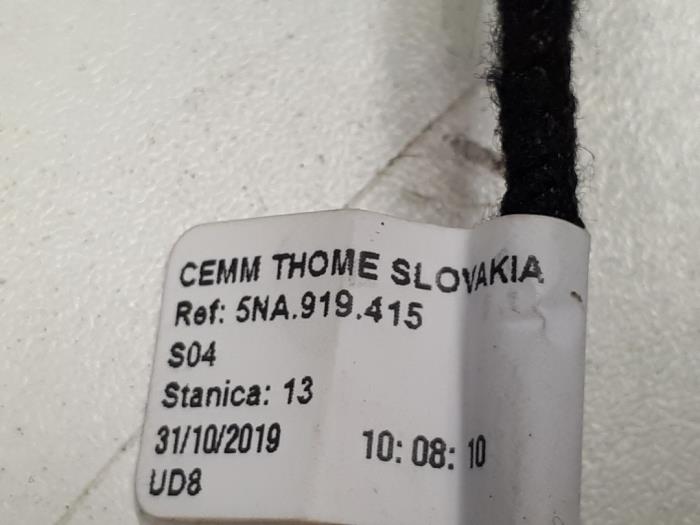 CEMM THOME SLOVAKIA
Ref: 5NA.919.415
S04
Stanica: 13
31/10/2019 10:08:10
UD8